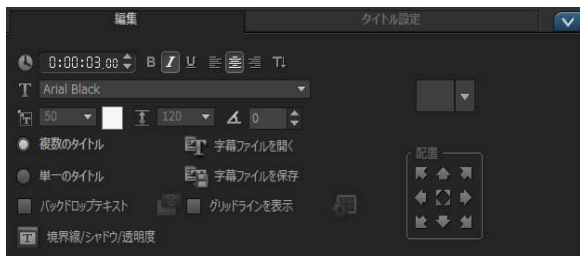 編集 タイトル設定
0:00:03.00 B I U T
T Arial Black
50 120 0
複数のタイトル 字幕ファイルを開く
単一のタイトル 字幕ファイルを保存
配置
バックドロップテキスト グリッドラインを表示
境界線/シャドウ/透明度